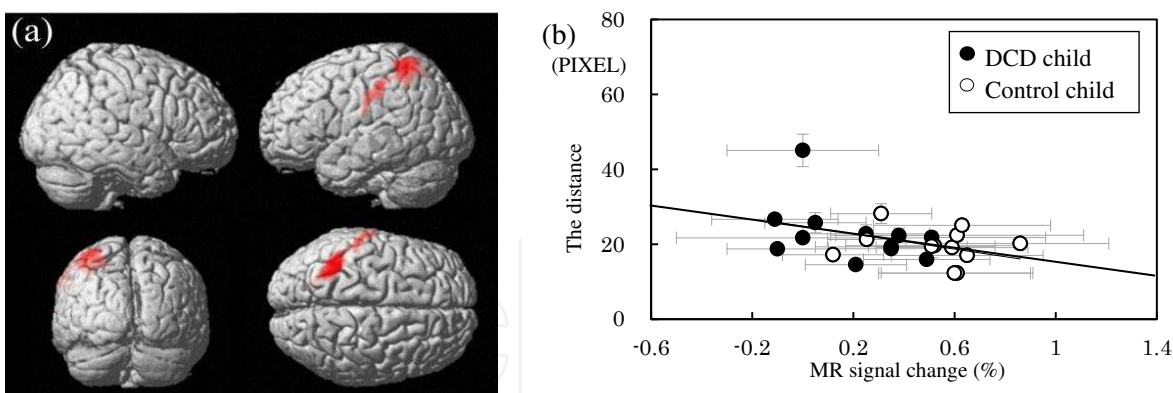 (a)
(b)
(PIXEL)
The distance
80
60
40
20
0
-0.6
-0.2
0.2
0.6
1
1.4
MR signal change (%)
DCD child
Control child